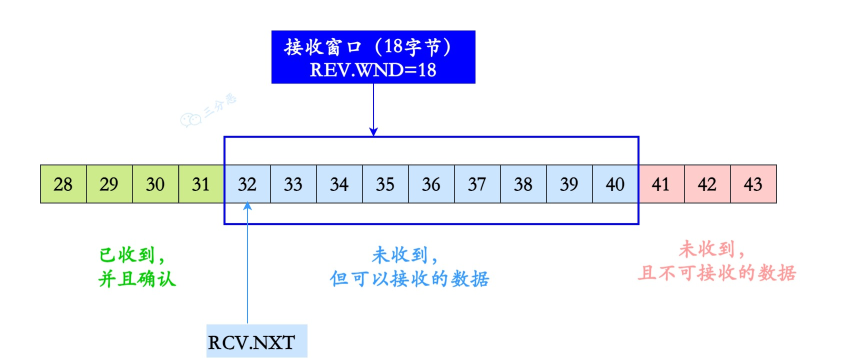 接收窗口（18字节）
REV.WND=18
三分恶
28 29 30 31 32 33 34 35 36 37 38 39 40 41 42 43
已收到，
并且确认
未收到，
但可以接收的数据
未收到，
且不可接收的数据
RCV.NXT